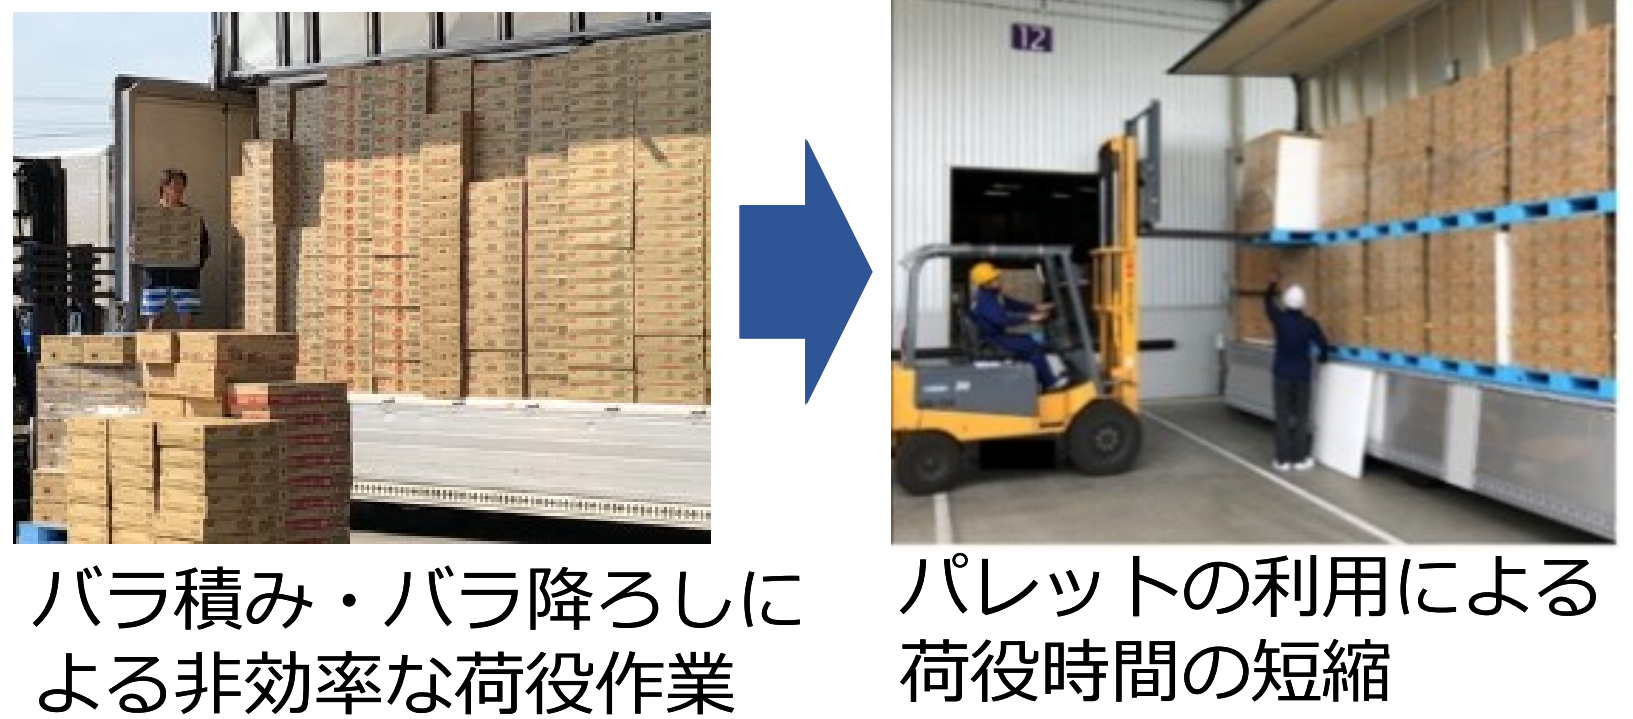 12
バラ積み・バラ降ろしに
よる非効率な荷役作業
パレットの利用による
荷役時間の短縮